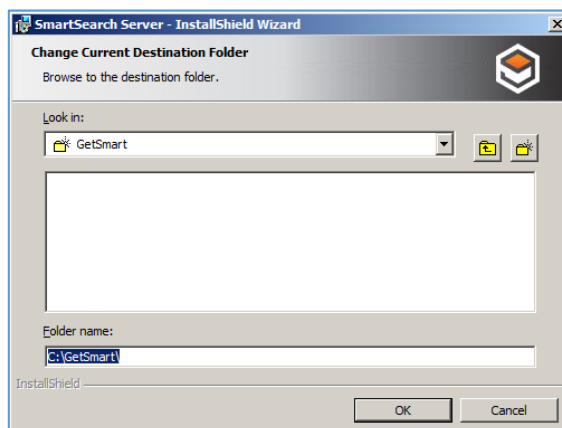 SmartSearch Server - InstallShield Wizard
Change Current Destination Folder
Browse to the destination folder.
Look in:
GetSmart
Folder name:
C:\GetSmart\
InstallShield
OK Cancel